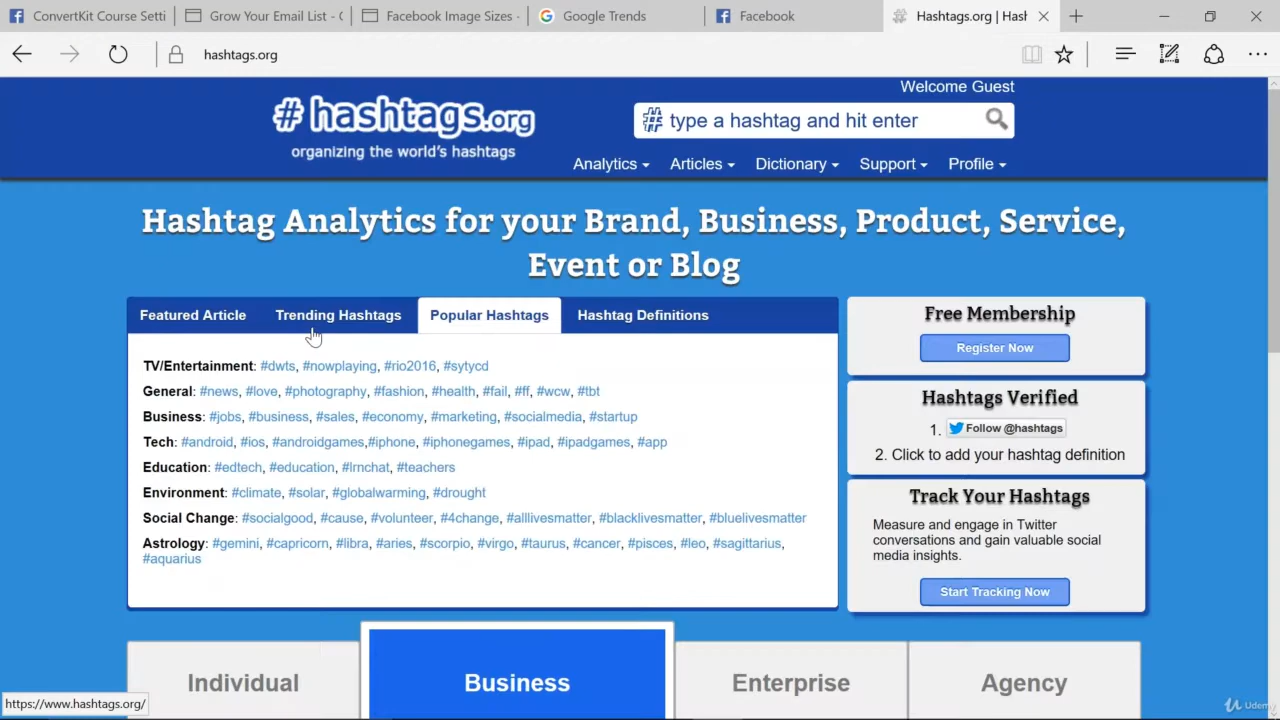 ConvertKit Course Setti
Grow Your Email List - (
Facebook Image Sizes -
Google Trends
Facebook
Hashtags.org | Hash
hashtags.org
Welcome Guest
# hashtags.org
organizing the world's hashtags
# type a hashtag and hit enter
Analytics Articles Dictionary Support Profile
Hashtag Analytics for your Brand, Business, Product, Service,
Event or Blog
Featured Article Trending Hashtags Popular Hashtags Hashtag Definitions
TV/Entertainment: #dwts, #nowplaying, #rio2016, #sytycd
General: #news, #love, #photography, #fashion, #health, #fail, #ff, #wcw, #tbt
Business: #jobs, #business, #sales, #economy, #marketing, #socialmedia, #startup
Tech: #android, #ios, #androidgames,#iphone, #iphonegames, #ipad, #ipadgames, #app
Education: #edtech, #education, #lrnchat, #teachers
Environment: #climate, #solar, #globalwarming, #drought
Social Change: #socialgood, #cause, #volunteer, #4change, #alllivesmatter, #blacklivesmatter, #bluelivesmatter
Astrology: #gemini, #capricorn, #libra, #aries, #scorpio, #virgo, #taurus, #cancer, #pisces, #leo, #sagittarius,
#aquarius
Free Membership
Register Now
Hashtags Verified
1. Follow @hashtags
2. Click to add your hashtag definition
Track Your Hashtags
Measure and engage in Twitter
conversations and gain valuable social
media insights.
Start Tracking Now
Individual
Business
Enterprise
Agency
https://www.hashtags.org/
Udemy